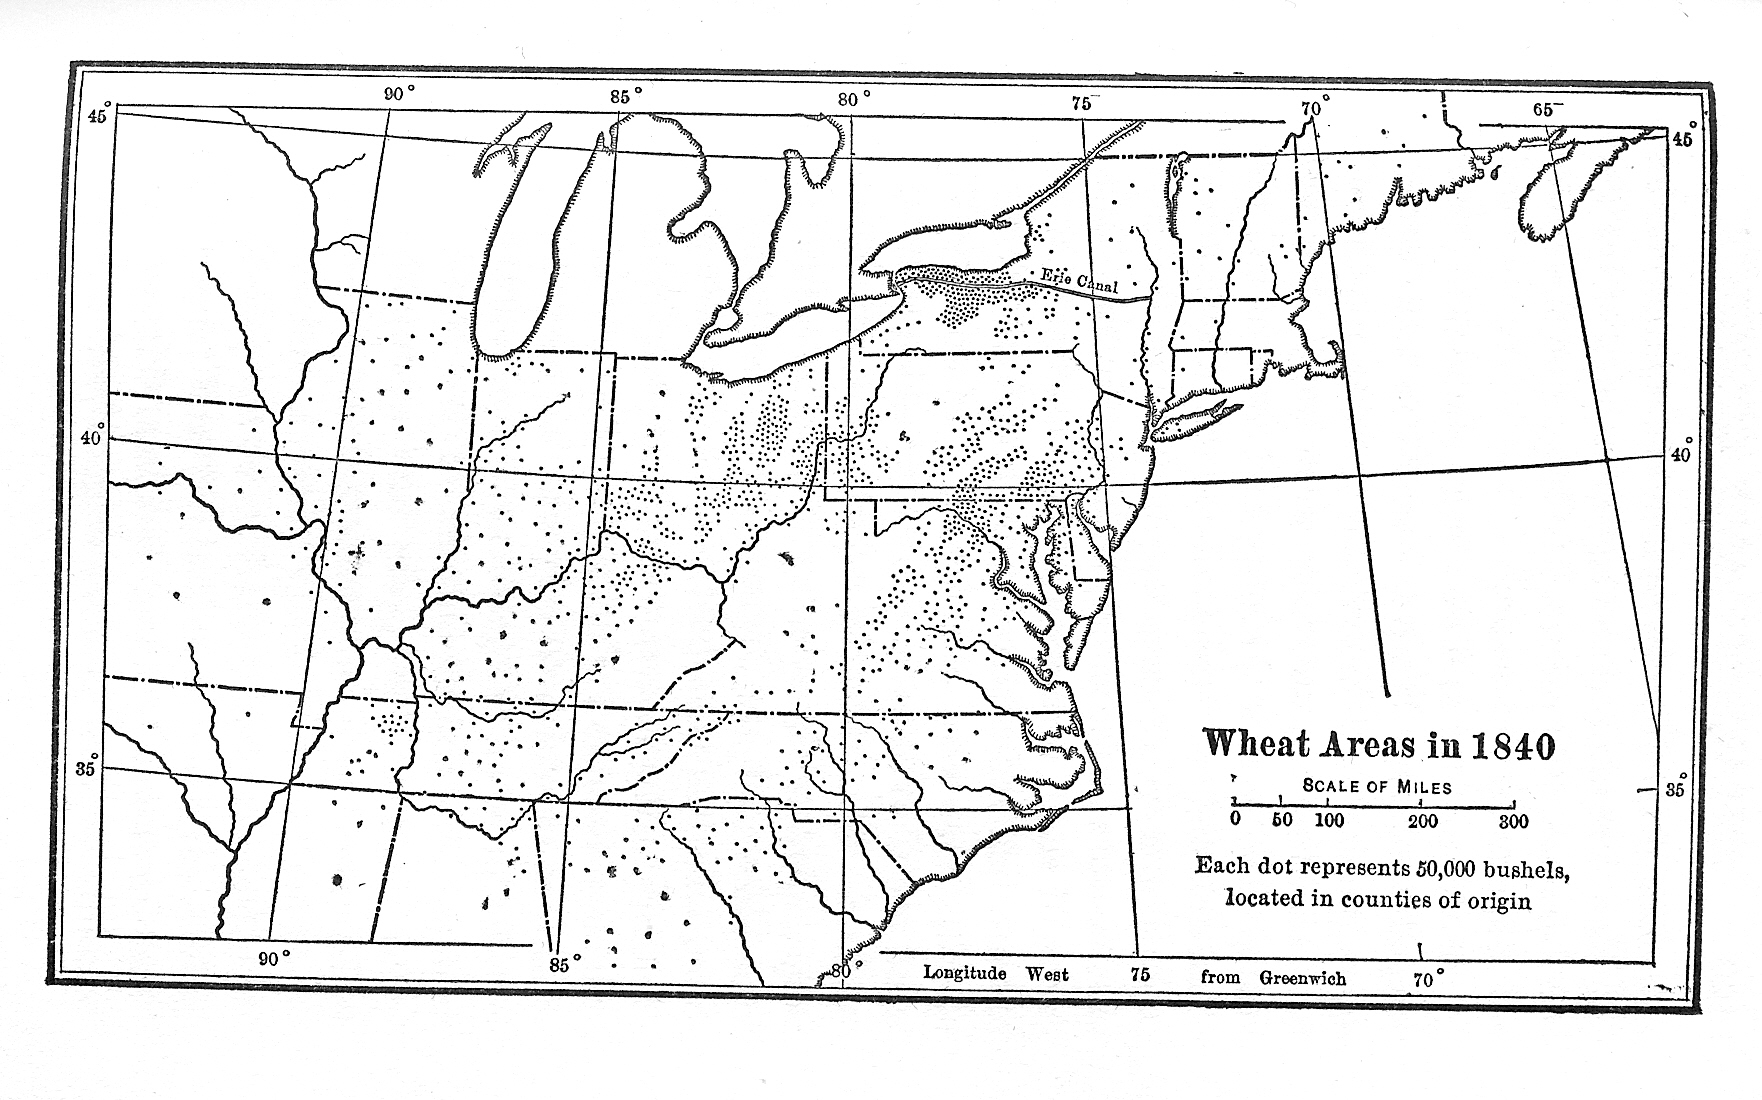 90°
85°
80°
75
70°
65
45°
45°
Erie Canal
40°
40°
Wheat Areas in 1840
SCALE OF MILES
0 50 100 200 300
35°
35°
Each dot represents 50,000 bushels,
located in counties of origin
90°
85°
80°
Longitude West 75 from Greenwich 70°